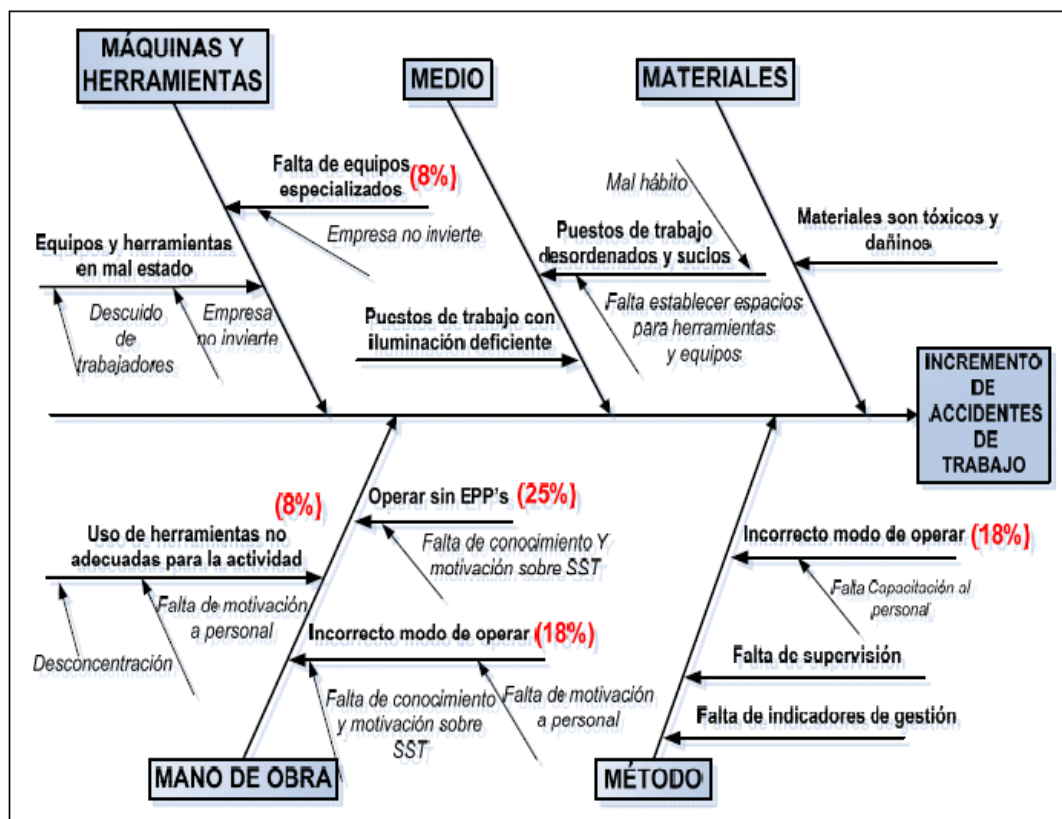 MÁQUINAS Y
HERRAMIENTAS
MEDIO
MATERIALES
Falta de equipos
especializados (8%)
Empresa no invierte
Equipos y herramientas
en mal estado
Descuido
de
trabajadores
Empresa
no invierte
Mal hábito
Puestos de trabajo
desordenados y sucios
Falta establecer espacios
para herramientas
y equipos
Puestos de trabajo con
iluminación deficiente
Materiales son tóxicos y
dañinos
INCREMENTO
DE
ACCIDENTES
DE
TRABAJO
(8%)
Uso de herramientas no
adecuadas para la actividad
Falta de motivación
a personal
Desconcentración
Operar sin EPP's (25%)
Falta de conocimiento Y
motivación sobre SST
Incorrecto modo de operar (18%)
Falta de conocimiento
y motivación sobre
SST
Falta de motivación
a personal
Incorrecto modo de operar (18%)
Falta Capacitación al
personal
Falta de supervisión
Falta de indicadores de gestión
MANO DE OBRA
MÉTODO